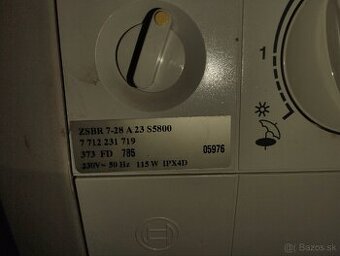 1
ZSBR 7-28 A 23 S5800
7 712 231 719
373 FD 786 05976
230V~ 50 Hz 115 W IPX4D
Bazos.sk